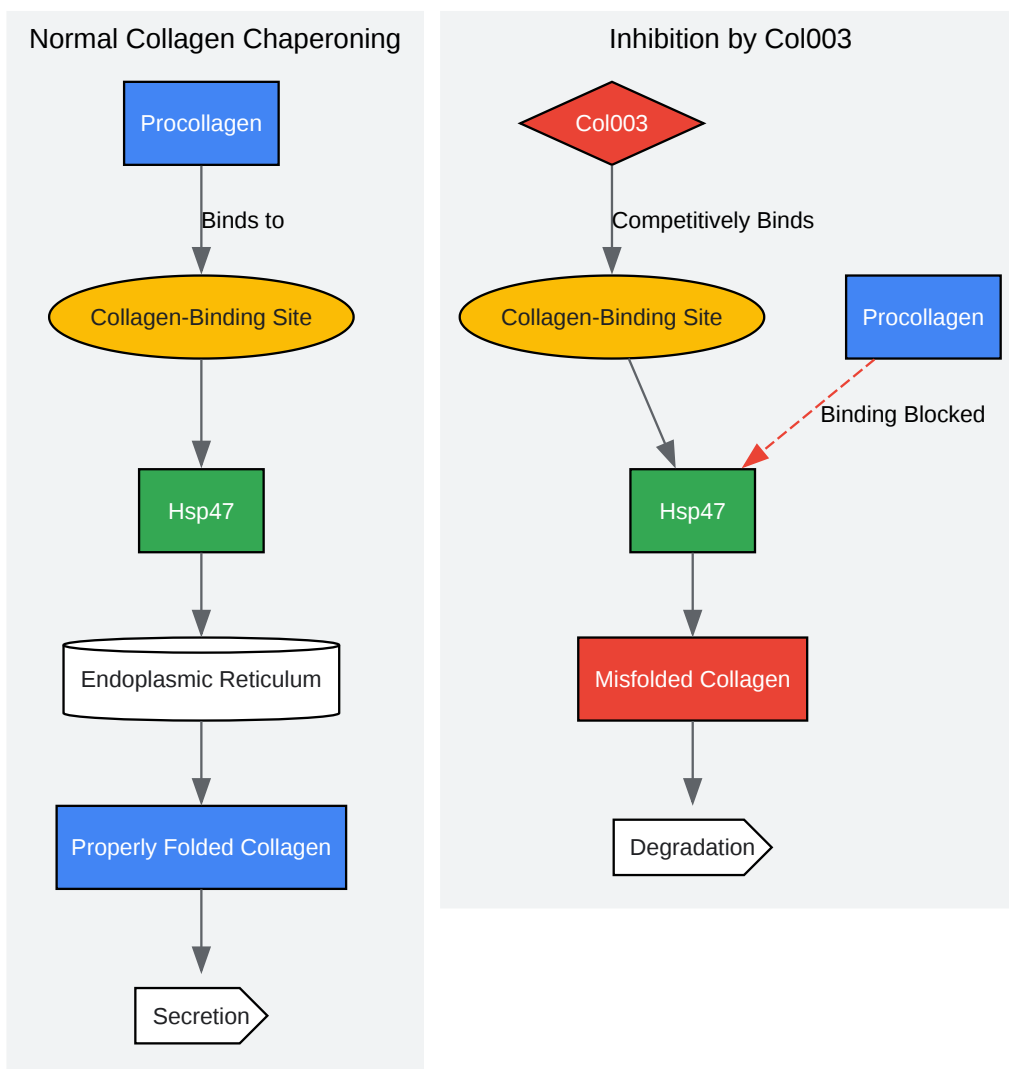 Normal Collagen Chaperoning
Procollagen
Binds to
Collagen-Binding Site
Hsp47
Endoplasmic Reticulum
Properly Folded Collagen
Secretion
Inhibition by Col003
Col003
Competitively Binds
Collagen-Binding Site
Procollagen
Binding Blocked
Hsp47
Misfolded Collagen
Degradation